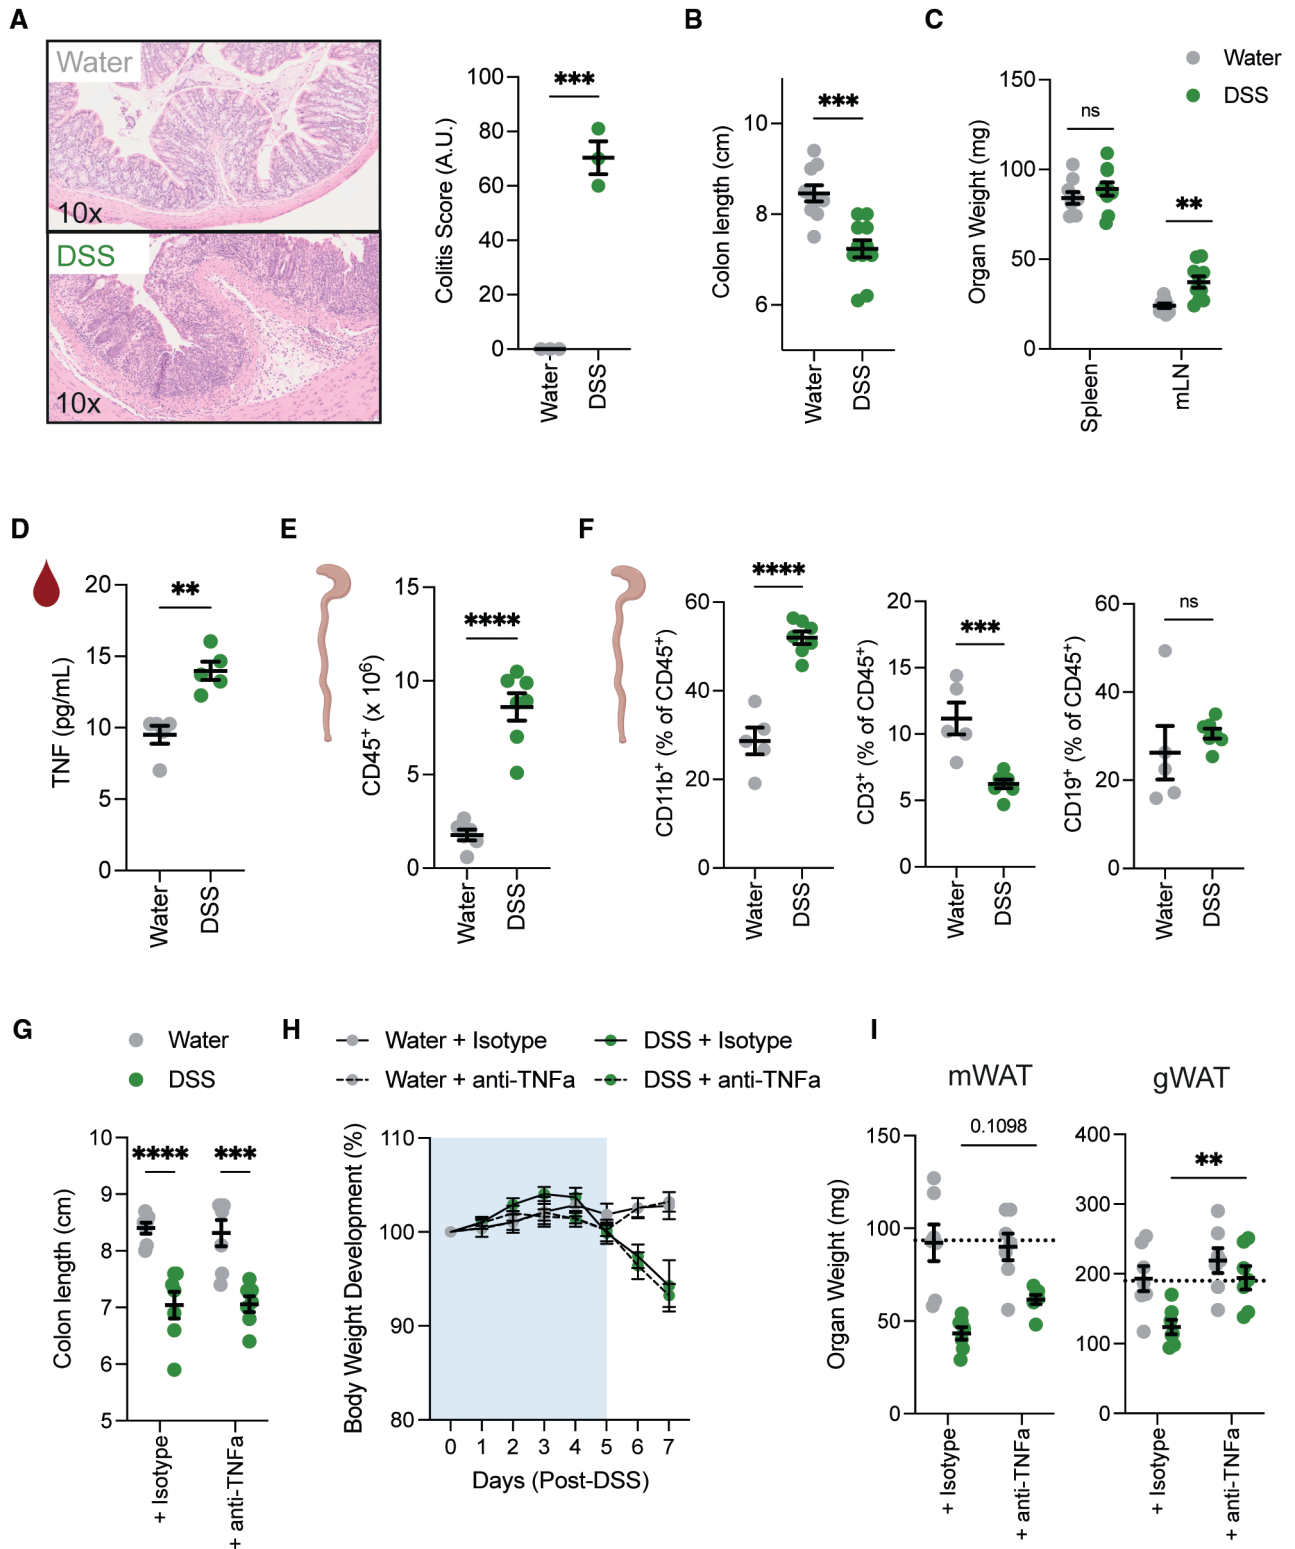 A
Water
10x
DSS
10x
Colitis Score (A.U.)
100
80
60
40
20
0
***
Water
DSS
B
Colon length (cm)
10
8
6
***
Water
DSS
C
Water
DSS
Organ Weight (mg)
150
100
50
0
ns
**
Spleen
mLN
D
TNF (pg/mL)
20
15
10
5
0
**
Water
DSS
E
CD45⁺ (x 10⁶)
15
10
5
0
****
Water
DSS
F
CD11b⁺ (% of CD45⁺)
60
40
20
0
****
Water
DSS
CD3⁺ (% of CD45⁺)
20
15
10
5
0
***
Water
DSS
CD19⁺ (% of CD45⁺)
60
40
20
0
ns
Water
DSS
G
Water
DSS
Colon length (cm)
10
9
8
7
6
5
****
***
+ Isotype
+ anti-TNFa
H
Water + Isotype
DSS + Isotype
Water + anti-TNFa
DSS + anti-TNFa
Body Weight Development (%)
110
100
90
80
0 1 2 3 4 5 6 7
Days (Post-DSS)
I
mWAT
Organ Weight (mg)
150
100
50
0
0.1098
+ Isotype
+ anti-TNFa
gWAT
400
300
200
100
0
**
+ Isotype
+ anti-TNFa